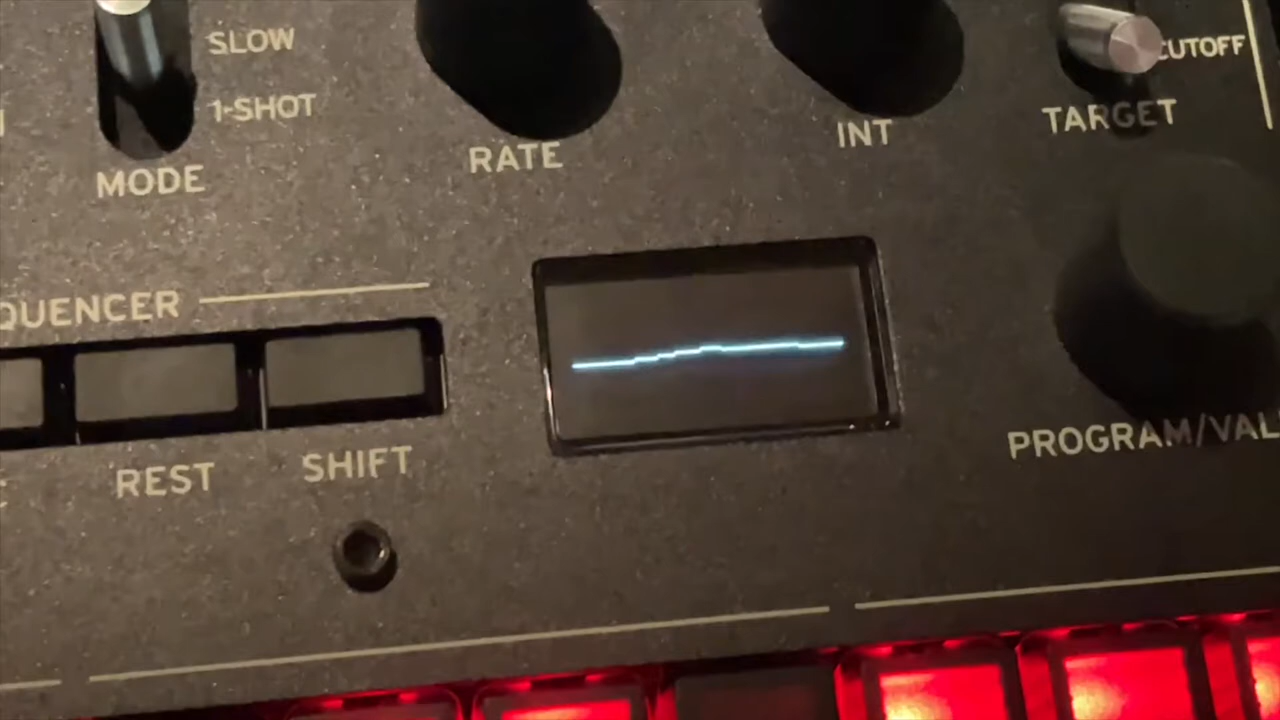 SLOW
1-SHOT
MODE
RATE
INT
CUTOFF
TARGET
QUENCER
REST
SHIFT
PROGRAM/VAL